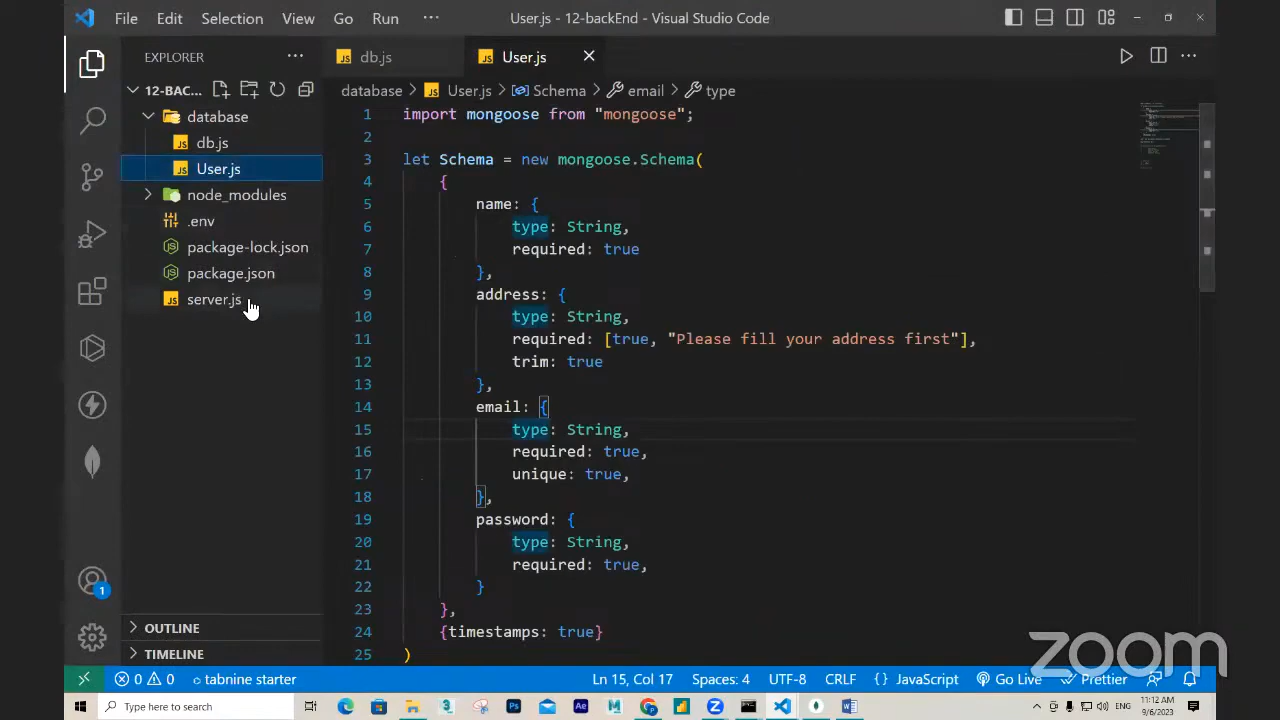 File Edit Selection View Go Run ··· User.js - 12-backEnd - Visual Studio Code
EXPLORER ···
12-BAC...
database
db.js
User.js
node_modules
.env
package-lock.json
package.json
server.js
OUTLINE
TIMELINE
1
db.js User.js
database > User.js > Schema > email > type
1 import mongoose from "mongoose";
2
3 let Schema = new mongoose.Schema(
4 {
5 name: {
6 type: String,
7 required: true
8 },
9 address: {
10 type: String,
11 required: [true, "Please fill your address first"],
12 trim: true
13 },
14 email: {
15 type: String,
16 required: true,
17 unique: true,
18 },
19 password: {
20 type: String,
21 required: true,
22 }
23 },
24 {timestamps: true}
25 )
zoom
0 0 tabnine starter Ln 15, Col 17 Spaces: 4 UTF-8 CRLF {} JavaScript Go Live Prettier
Type here to search
ENG
11:12 AM
9/6/2023